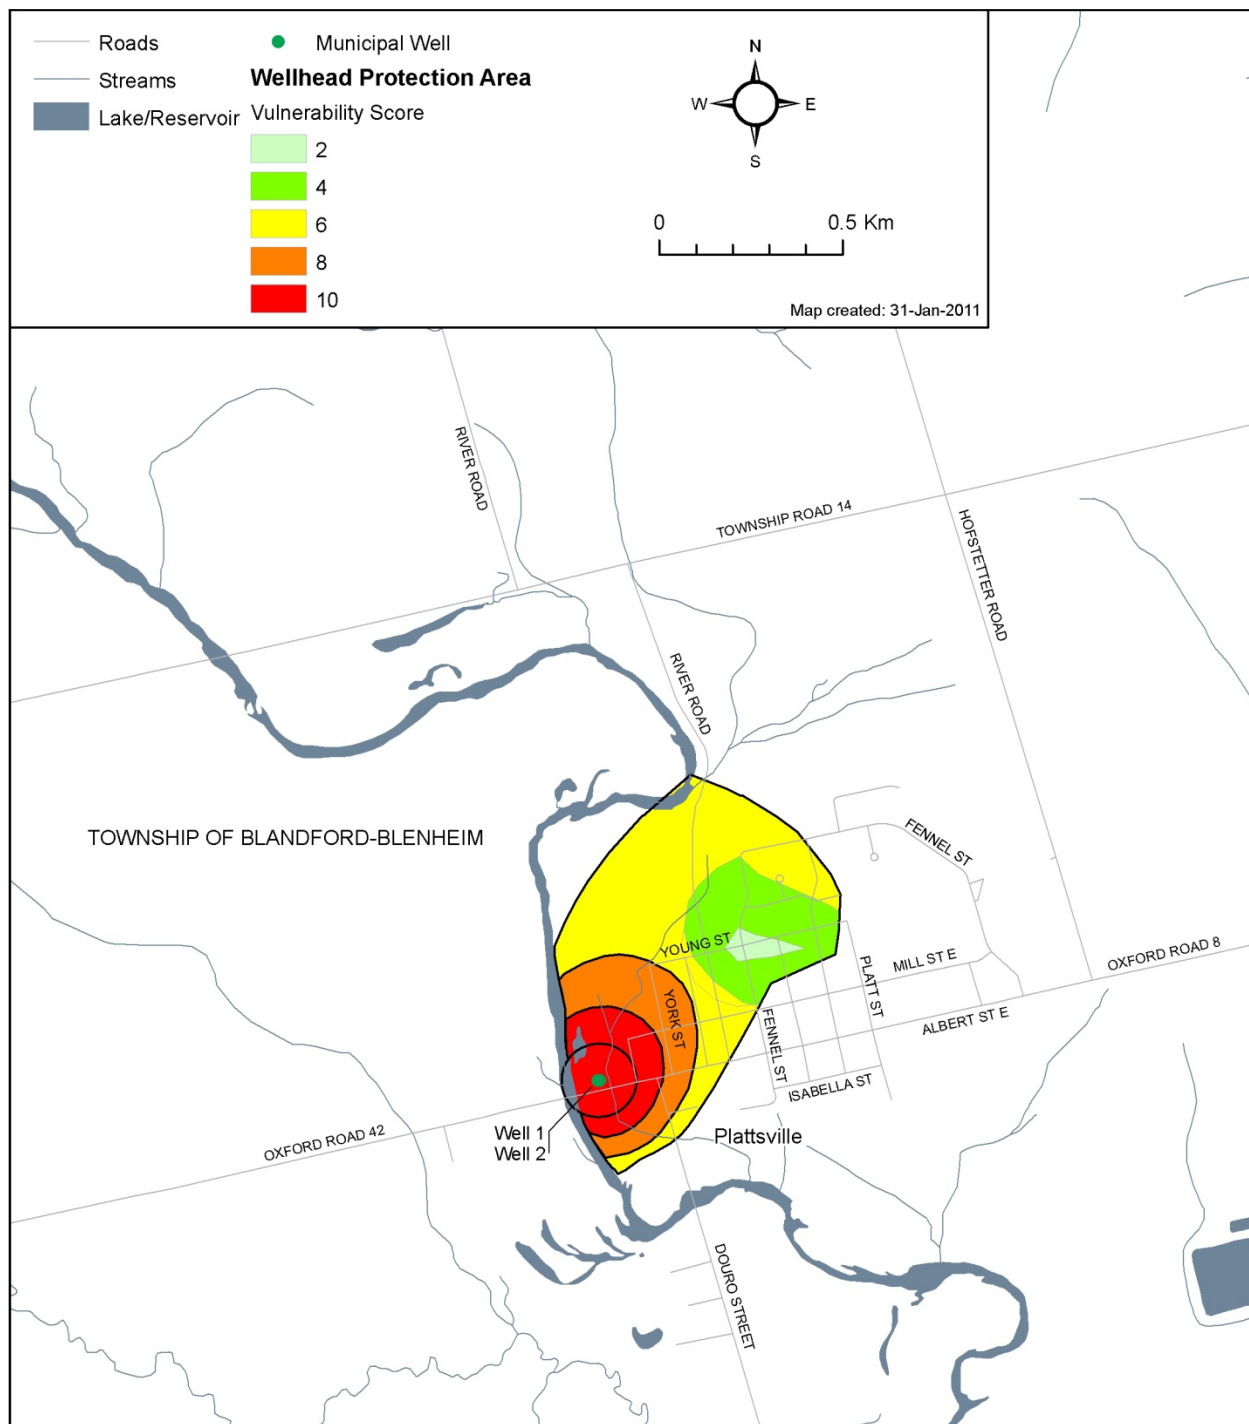 Roads
Streams
Lake/Reservoir
Municipal Well
Wellhead Protection Area
Vulnerability Score
2
4
6
8
10
N
W E
S
0 0.5 Km
Map created: 31-Jan-2011
RIVER ROAD
TOWNSHIP ROAD 14
HOFSTETTER ROAD
RIVER ROAD
TOWNSHIP OF BLANDFORD-BLENHEIM
FENNEL ST
YOUNG ST
PLATT ST
MILL ST E
OXFORD ROAD 8
YORK ST
FENNEL ST
ALBERT ST E
ISABELLA ST
OXFORD ROAD 42
Well 1
Well 2
Plattsville
DOURO STREET